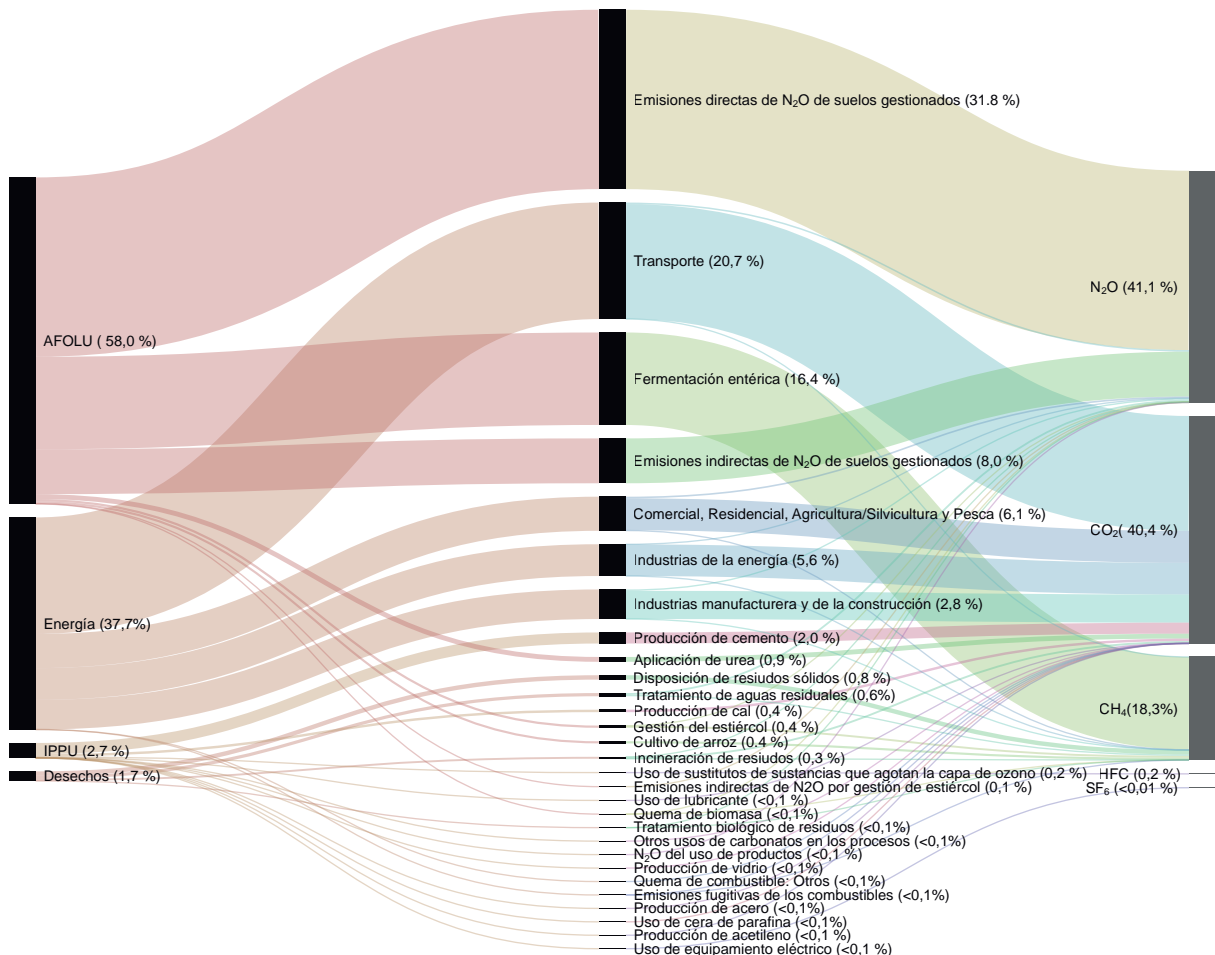 AFOLU ( 58,0 %)
Energía (37,7%)
IPPU (2,7 %)
Desechos (1,7 %)
Emisiones directas de N₂O de suelos gestionados (31.8 %)
Transporte (20,7 %)
Fermentación entérica (16,4 %)
Emisiones indirectas de N₂O de suelos gestionados (8,0 %)
Comercial, Residencial, Agricultura/Silvicultura y Pesca (6,1 %)
Industrias de la energía (5,6 %)
Industrias manufacturera y de la construcción (2,8 %)
Producción de cemento (2,0 %)
Aplicación de urea (0,9 %)
Disposición de residuos sólidos (0,8 %)
Tratamiento de aguas residuales (0,6%)
Producción de cal (0,4 %)
Gestión del estiércol (0,4 %)
Cultivo de arroz (0.4 %)
Incineración de residuos (0,3 %)
Uso de sustitutos de sustancias que agotan la capa de ozono (0,2 %)
Emisiones indirectas de N2O por gestión de estiércol (0,1 %)
Uso de lubricante (<0,1 %)
Quema de biomasa (<0,1%)
Tratamiento biológico de residuos (<0,1%)
Otros usos de carbonatos en los procesos (<0,1%)
N₂O del uso de productos (<0,1 %)
Producción de vidrio (<0,1%)
Quema de combustible: Otros (<0,1%)
Emisiones fugitivas de los combustibles (<0,1%)
Producción de acero (<0,1%)
Uso de cera de parafina (<0,1%)
Producción de acetileno (<0,1 %)
Uso de equipamiento eléctrico (<0,1 %)
N₂O (41,1 %)
CO₂( 40,4 %)
CH₄(18,3%)
HFC (0,2 %)
SF₆ (<0,01 %)